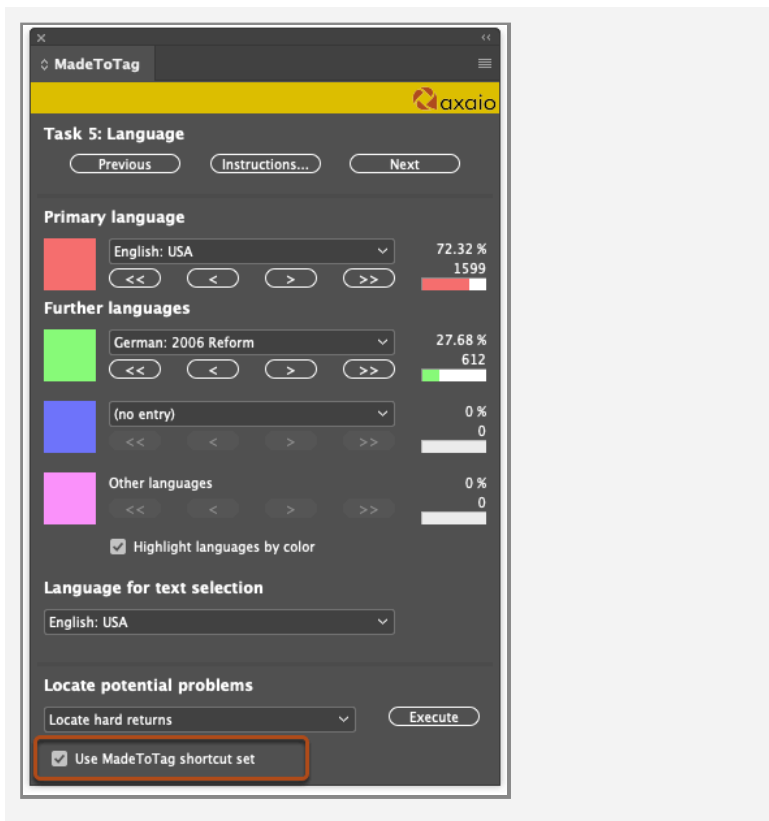 MadeToTag
axaio
Task 5: Language
Previous Instructions... Next
Primary language
English: USA 72.32 %
<< < > >> 1599
Further languages
German: 2006 Reform 27.68 %
<< < > >> 612
(no entry) 0 %
<< < > >> 0
Other languages 0 %
<< < > >> 0
Highlight languages by color
Language for text selection
English: USA
Locate potential problems
Locate hard returns Execute
Use MadeToTag shortcut set